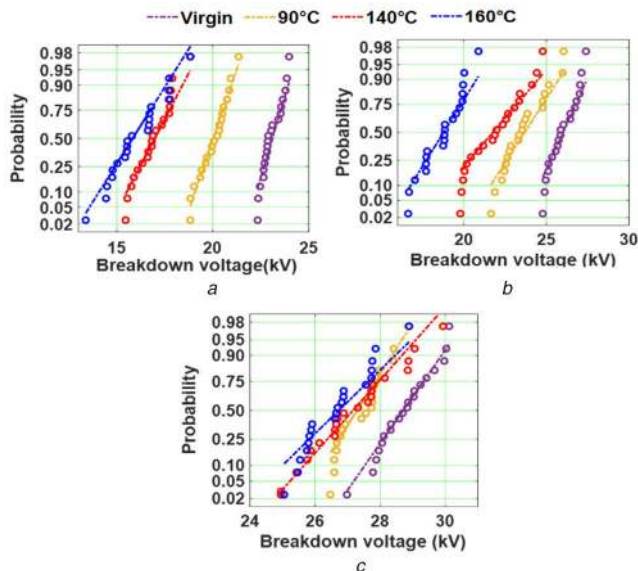 Virgin 90°C 140°C 160°C
0.98
0.95
0.90
0.75
0.50
0.25
0.10
0.05
0.02
Probability
15 20 25
Breakdown voltage(kV)
a
0.98
0.95
0.90
0.75
0.50
0.25
0.10
0.05
0.02
Probability
20 25 30
Breakdown voltage (kV)
b
0.98
0.95
0.90
0.75
0.50
0.25
0.10
0.05
0.02
Probability
24 26 28 30
Breakdown voltage (kV)
c